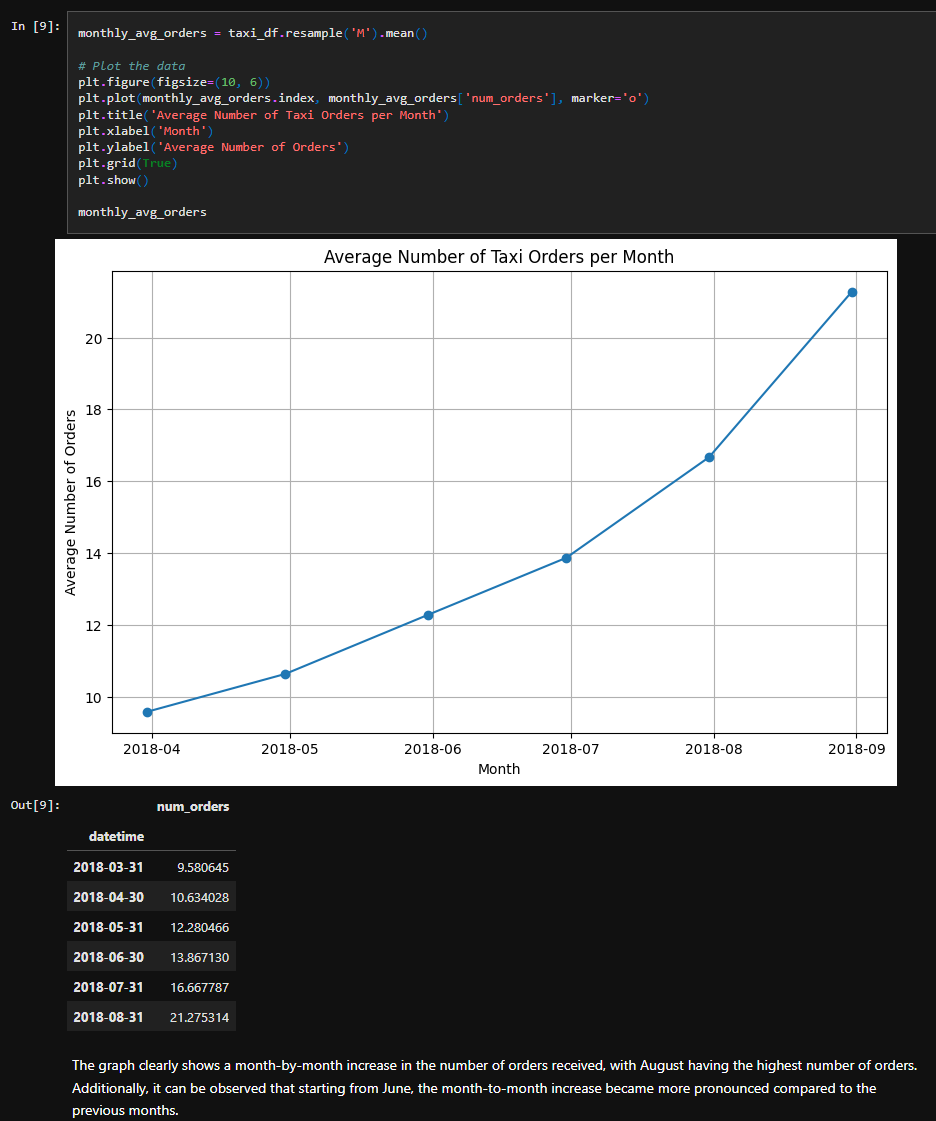 In [9]:
monthly_avg_orders = taxi_df.resample('M').mean()
# Plot the data
plt.figure(figsize=(10, 6))
plt.plot(monthly_avg_orders.index, monthly_avg_orders['num_orders'], marker='o')
plt.title('Average Number of Taxi Orders per Month')
plt.xlabel('Month')
plt.ylabel('Average Number of Orders')
plt.grid(True)
plt.show()
monthly_avg_orders
Average Number of Taxi Orders per Month
Average Number of Orders
20
18
16
14
12
10
2018-04 2018-05 2018-06 2018-07 2018-08 2018-09
Month
Out[9]:
num_orders
datetime
2018-03-31 9.580645
2018-04-30 10.634028
2018-05-31 12.280466
2018-06-30 13.867130
2018-07-31 16.667787
2018-08-31 21.275314
The graph clearly shows a month-by-month increase in the number of orders received, with August having the highest number of orders.
Additionally, it can be observed that starting from June, the month-to-month increase became more pronounced compared to the
previous months.